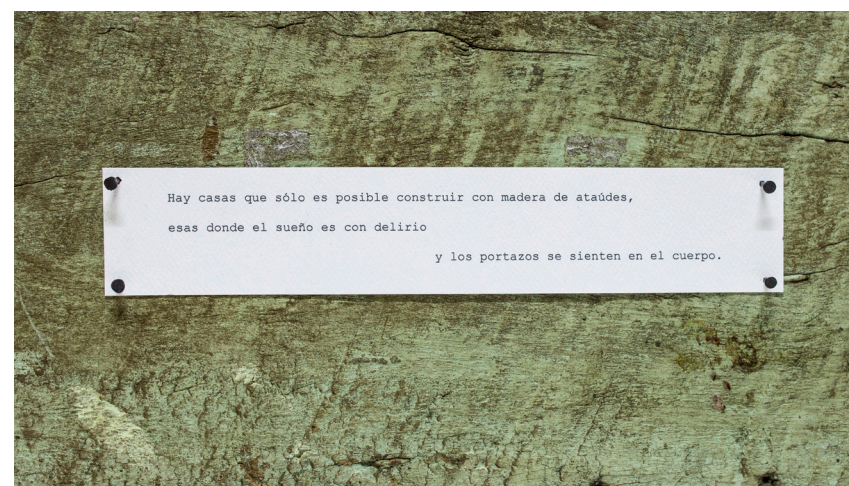 Hay casas que sólo es posible construir con madera de ataúdes,
esas donde el sueño es con delirio
y los portazos se sienten en el cuerpo.